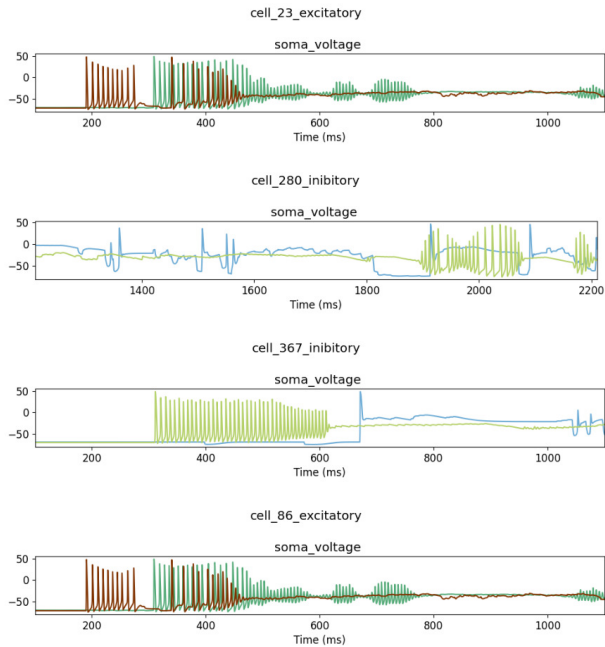 cell_23_excitatory
soma_voltage
50
0
−50
200 400 600 800 1000
Time (ms)
cell_280_inibitory
soma_voltage
50
0
−50
1400 1600 1800 2000 2200
Time (ms)
cell_367_inibitory
soma_voltage
50
0
−50
200 400 600 800 1000
Time (ms)
cell_86_excitatory
soma_voltage
50
0
−50
200 400 600 800 1000
Time (ms)